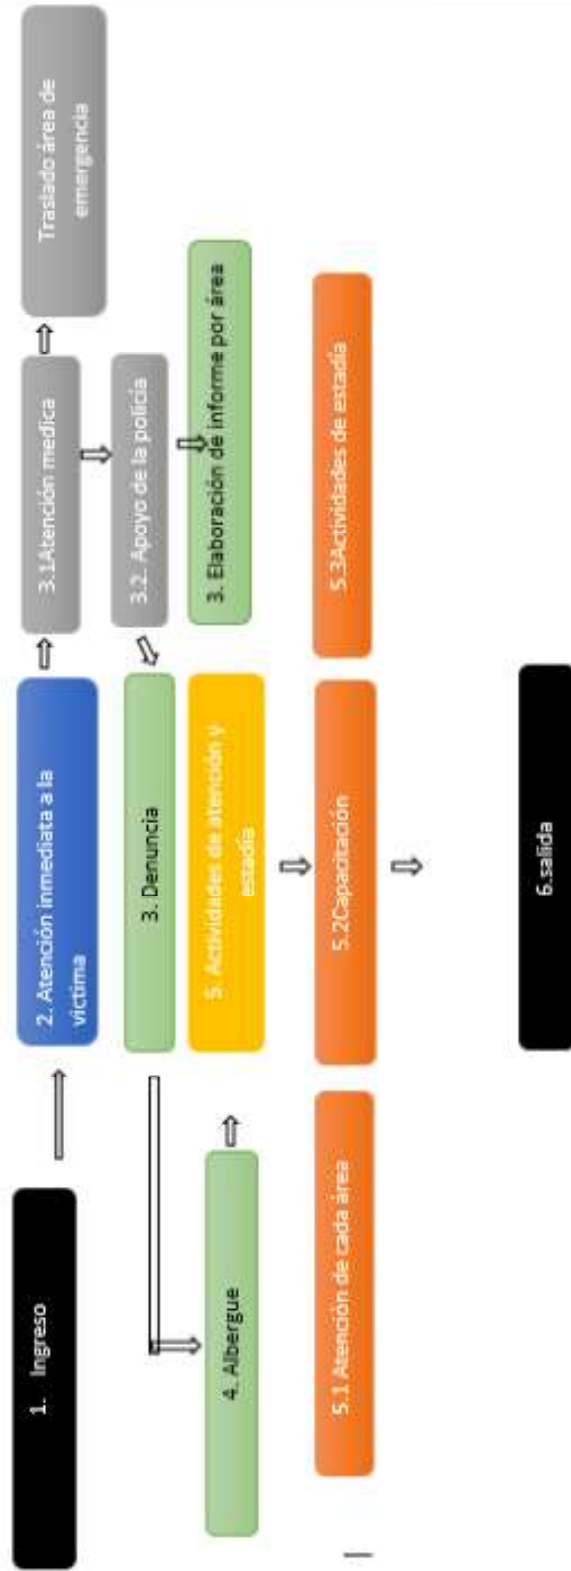 1. Ingreso
2. Atención inmediata a la
víctima
3.1Atención medica
Traslado área de
emergencia
3. Denuncia
3.2. Apoyo de la policía
4. Albergue
5. Actividades de atención y
estadía
3. Elaboración de informe por área
5.1 Atención de cada área
5.2Capacitación
5.3Actividades de estadía
6.salida